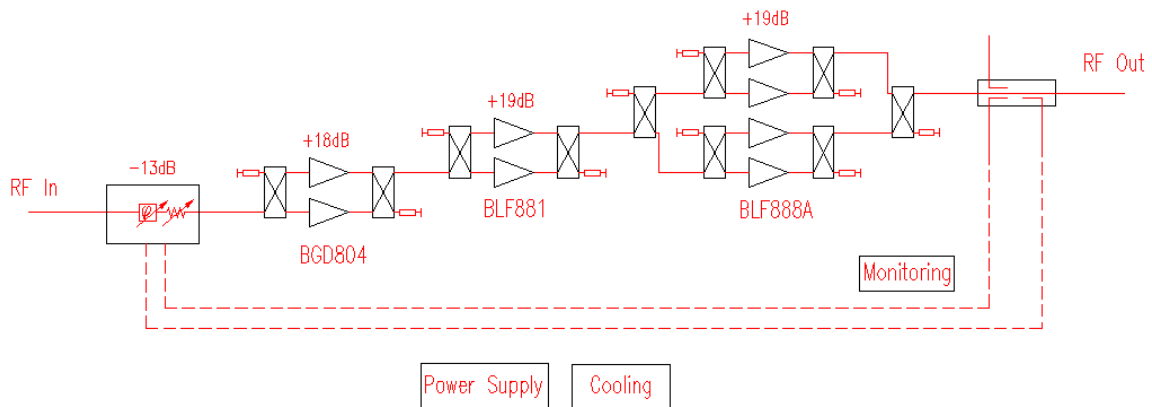 +19dB
RF Out
+19dB
+18dB
-13dB
RF In
φ
BGD804
BLF881
BLF888A
Monitoring
Power Supply
Cooling